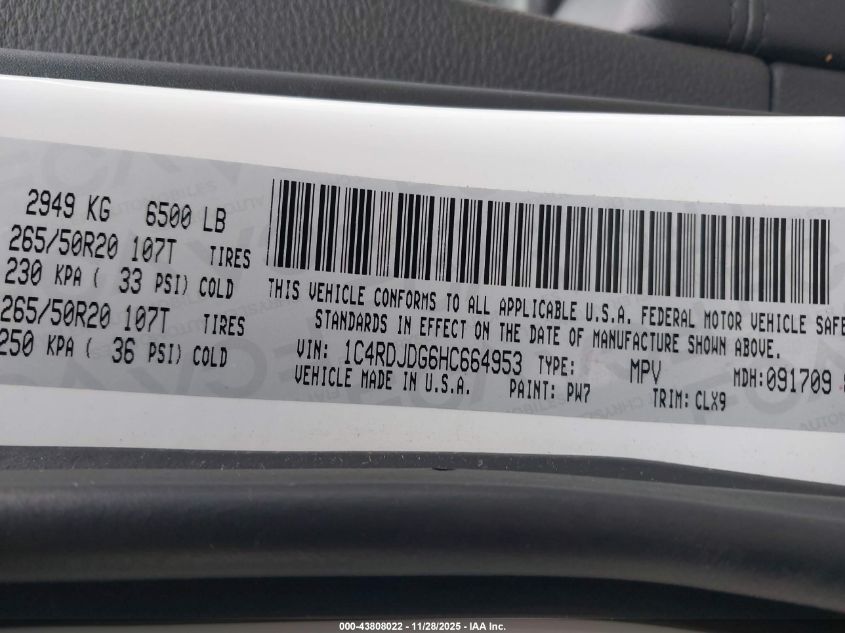 2949 KG 6500 LB
265/50R20 107T TIRES
230 KPA ( 33 PSI) COLD
265/50R20 107T TIRES
250 KPA ( 36 PSI) COLD
THIS VEHICLE CONFORMS TO ALL APPLICABLE U.S.A. FEDERAL MOTOR VEHICLE SAFE
STANDARDS IN EFFECT ON THE DATE OF MANUFACTURE SHOWN ABOVE.
VIN: 1C4RDJDG6HC664953 TYPE: MPV MDH:091709
VEHICLE MADE IN U.S.A. PAINT: PW7 TRIM: CLX9
000-43808022 - 11/28/2025 - IAA Inc.